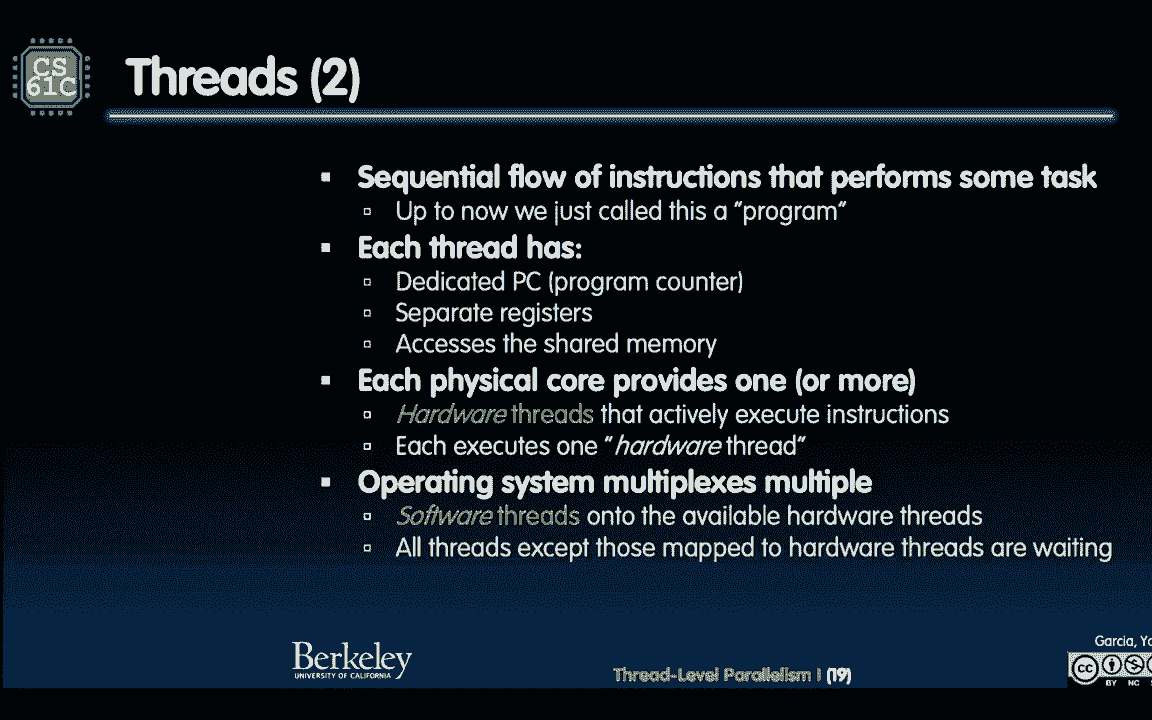 CS
61C
Threads (2)
Sequential flow of instructions that performs some task
Up to now we just called this a "program"
Each thread has:
Dedicated PC (program counter)
Separate registers
Accesses the shared memory
Each physical core provides one (or more)
Hardware threads that actively execute instructions
Each executes one "hardware thread"
Operating system multiplexes multiple
Software threads onto the available hardware threads
All threads except those mapped to hardware threads are waiting
Berkeley
UNIVERSITY OF CALIFORNIA
Thread-Level Parallelism I (19)
Garcia,
cc
BY NC